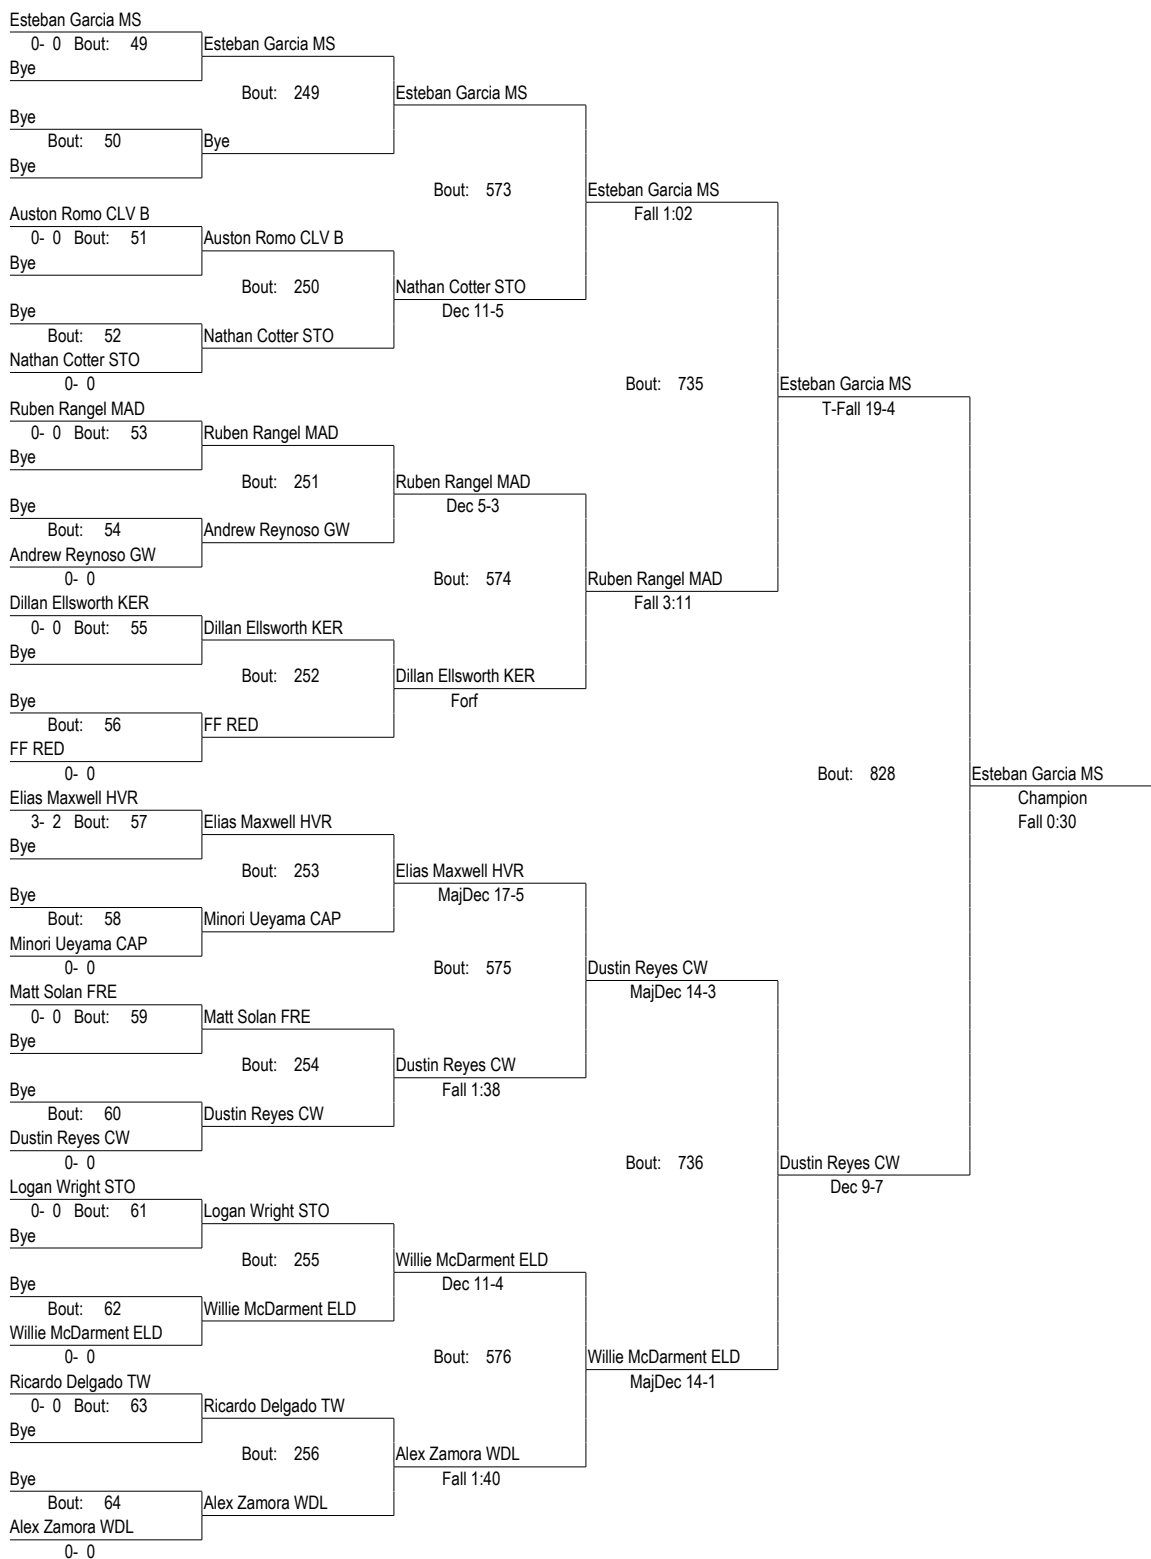 Esteban Garcia MS
0- 0 Bout: 49 Esteban Garcia MS
Bye
Bout: 249 Esteban Garcia MS
Bye
Bout: 50 Bye
Bye
Bout: 573 Esteban Garcia MS
Auston Romo CLV B Fall 1:02
0- 0 Bout: 51 Auston Romo CLV B
Bye
Bout: 250 Nathan Cotter STO
Bye Dec 11-5
Bout: 52 Nathan Cotter STO
Nathan Cotter STO
0- 0 Bout: 735 Esteban Garcia MS
Ruben Rangel MAD T-Fall 19-4
0- 0 Bout: 53 Ruben Rangel MAD
Bye
Bout: 251 Ruben Rangel MAD
Bye Dec 5-3
Bout: 54 Andrew Reynoso GW
Andrew Reynoso GW
0- 0 Bout: 574 Ruben Rangel MAD
Dillan Ellsworth KER Fall 3:11
0- 0 Bout: 55 Dillan Ellsworth KER
Bye
Bout: 252 Dillan Ellsworth KER
Bye Forf
Bout: 56 FF RED
FF RED
0- 0 Bout: 828 Esteban Garcia MS
Elias Maxwell HVR Champion
3- 2 Bout: 57 Elias Maxwell HVR Fall 0:30
Bye
Bout: 253 Elias Maxwell HVR
Bye MajDec 17-5
Bout: 58 Minori Ueyama CAP
Minori Ueyama CAP
0- 0 Bout: 575 Dustin Reyes CW
Matt Solan FRE MajDec 14-3
0- 0 Bout: 59 Matt Solan FRE
Bye
Bout: 254 Dustin Reyes CW
Bye Fall 1:38
Bout: 60 Dustin Reyes CW
Dustin Reyes CW
0- 0 Bout: 736 Dustin Reyes CW
Logan Wright STO Dec 9-7
0- 0 Bout: 61 Logan Wright STO
Bye
Bout: 255 Willie McDarment ELD
Bye Dec 11-4
Bout: 62 Willie McDarment ELD
Willie McDarment ELD
0- 0 Bout: 576 Willie McDarment ELD
Ricardo Delgado TW MajDec 14-1
0- 0 Bout: 63 Ricardo Delgado TW
Bye
Bout: 256 Alex Zamora WDL
Bye Fall 1:40
Bout: 64 Alex Zamora WDL
Alex Zamora WDL
0- 0